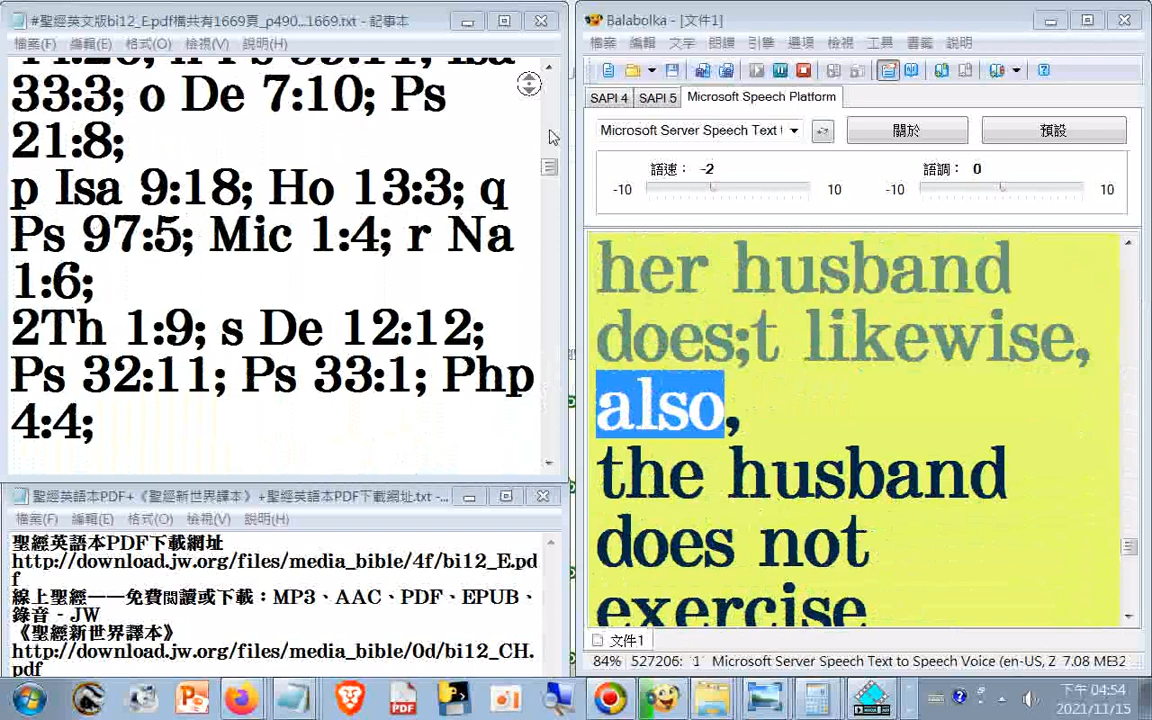 #聖經英文版bi12_E.pdf檔共有1669頁_p490...1669.txt - 記事本
檔案(F) 編輯(E) 格式(O) 檢視(V) 說明(H)
33:3; o De 7:10; Ps
21:8;
p Isa 9:18; Ho 13:3; q
Ps 97:5; Mic 1:4; r Na
1:6;
2Th 1:9; s De 12:12;
Ps 32:11; Ps 33:1; Php
4:4;
聖經英語本PDF+《聖經新世界譯本》+聖經英語本PDF下載網址.txt -...
檔案(F) 編輯(E) 格式(O) 檢視(V) 說明(H)
聖經英語本PDF下載網址
http://download.jw.org/files/media_bible/4f/bi12_E.pd
f
線上聖經——免費閱讀或下載：MP3、AAC、PDF、EPUB、
錄音 - JW
《聖經新世界譯本》
http://download.jw.org/files/media_bible/0d/bi12_CH.
pdf
Balabolka - [文件1]
檔案 編輯 文字 朗讀 引擎 選項 檢視 工具 書籤 說明
SAPI 4 SAPI 5 Microsoft Speech Platform
Microsoft Server Speech Text 關於 預設
語速： -2 語調： 0
-10 10 -10 10
her husband
does;t likewise,
also,
the husband
does not
exercise
文件1
84% 527206: 1 Microsoft Server Speech Text to Speech Voice (en-US, Z 7.08 MB
PDF
下午 04:54
2021/11/15